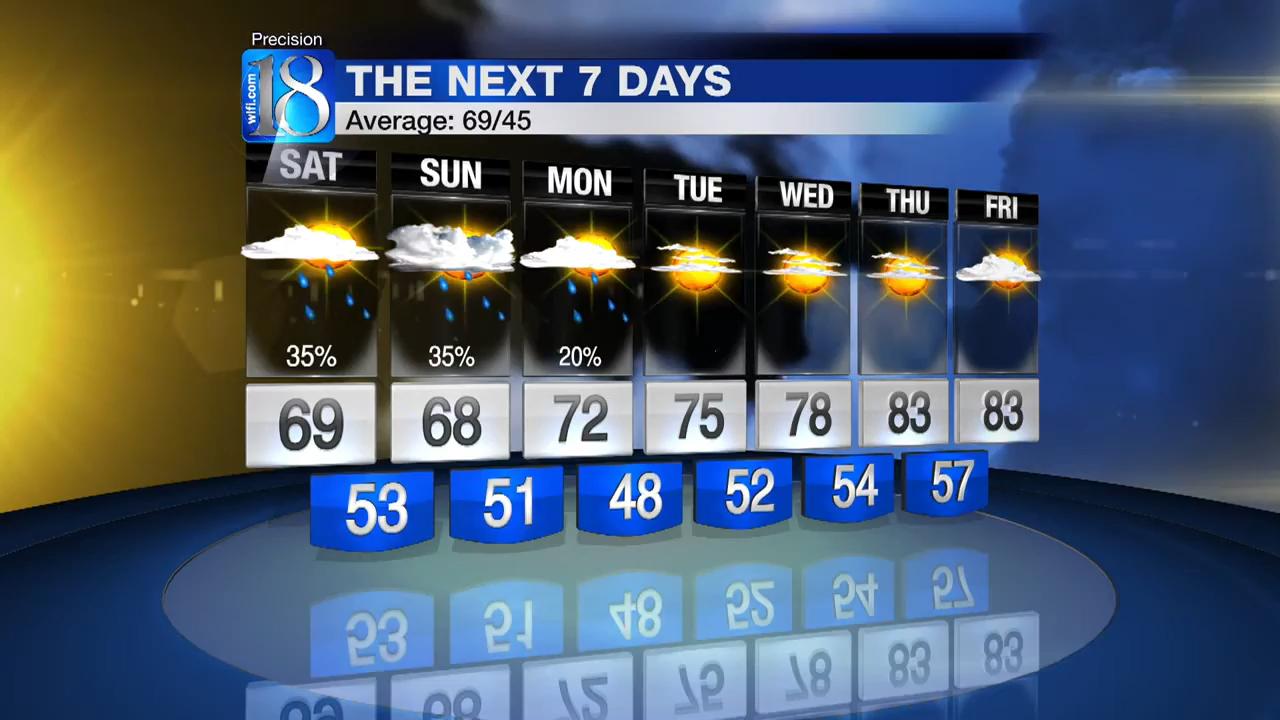 Precision
wlfi.com
18
THE NEXT 7 DAYS
Average: 69/45
SAT SUN MON TUE WED THU FRI
35% 35% 20%
69 68 72 75 78 83 83
53 51 48 52 54 57